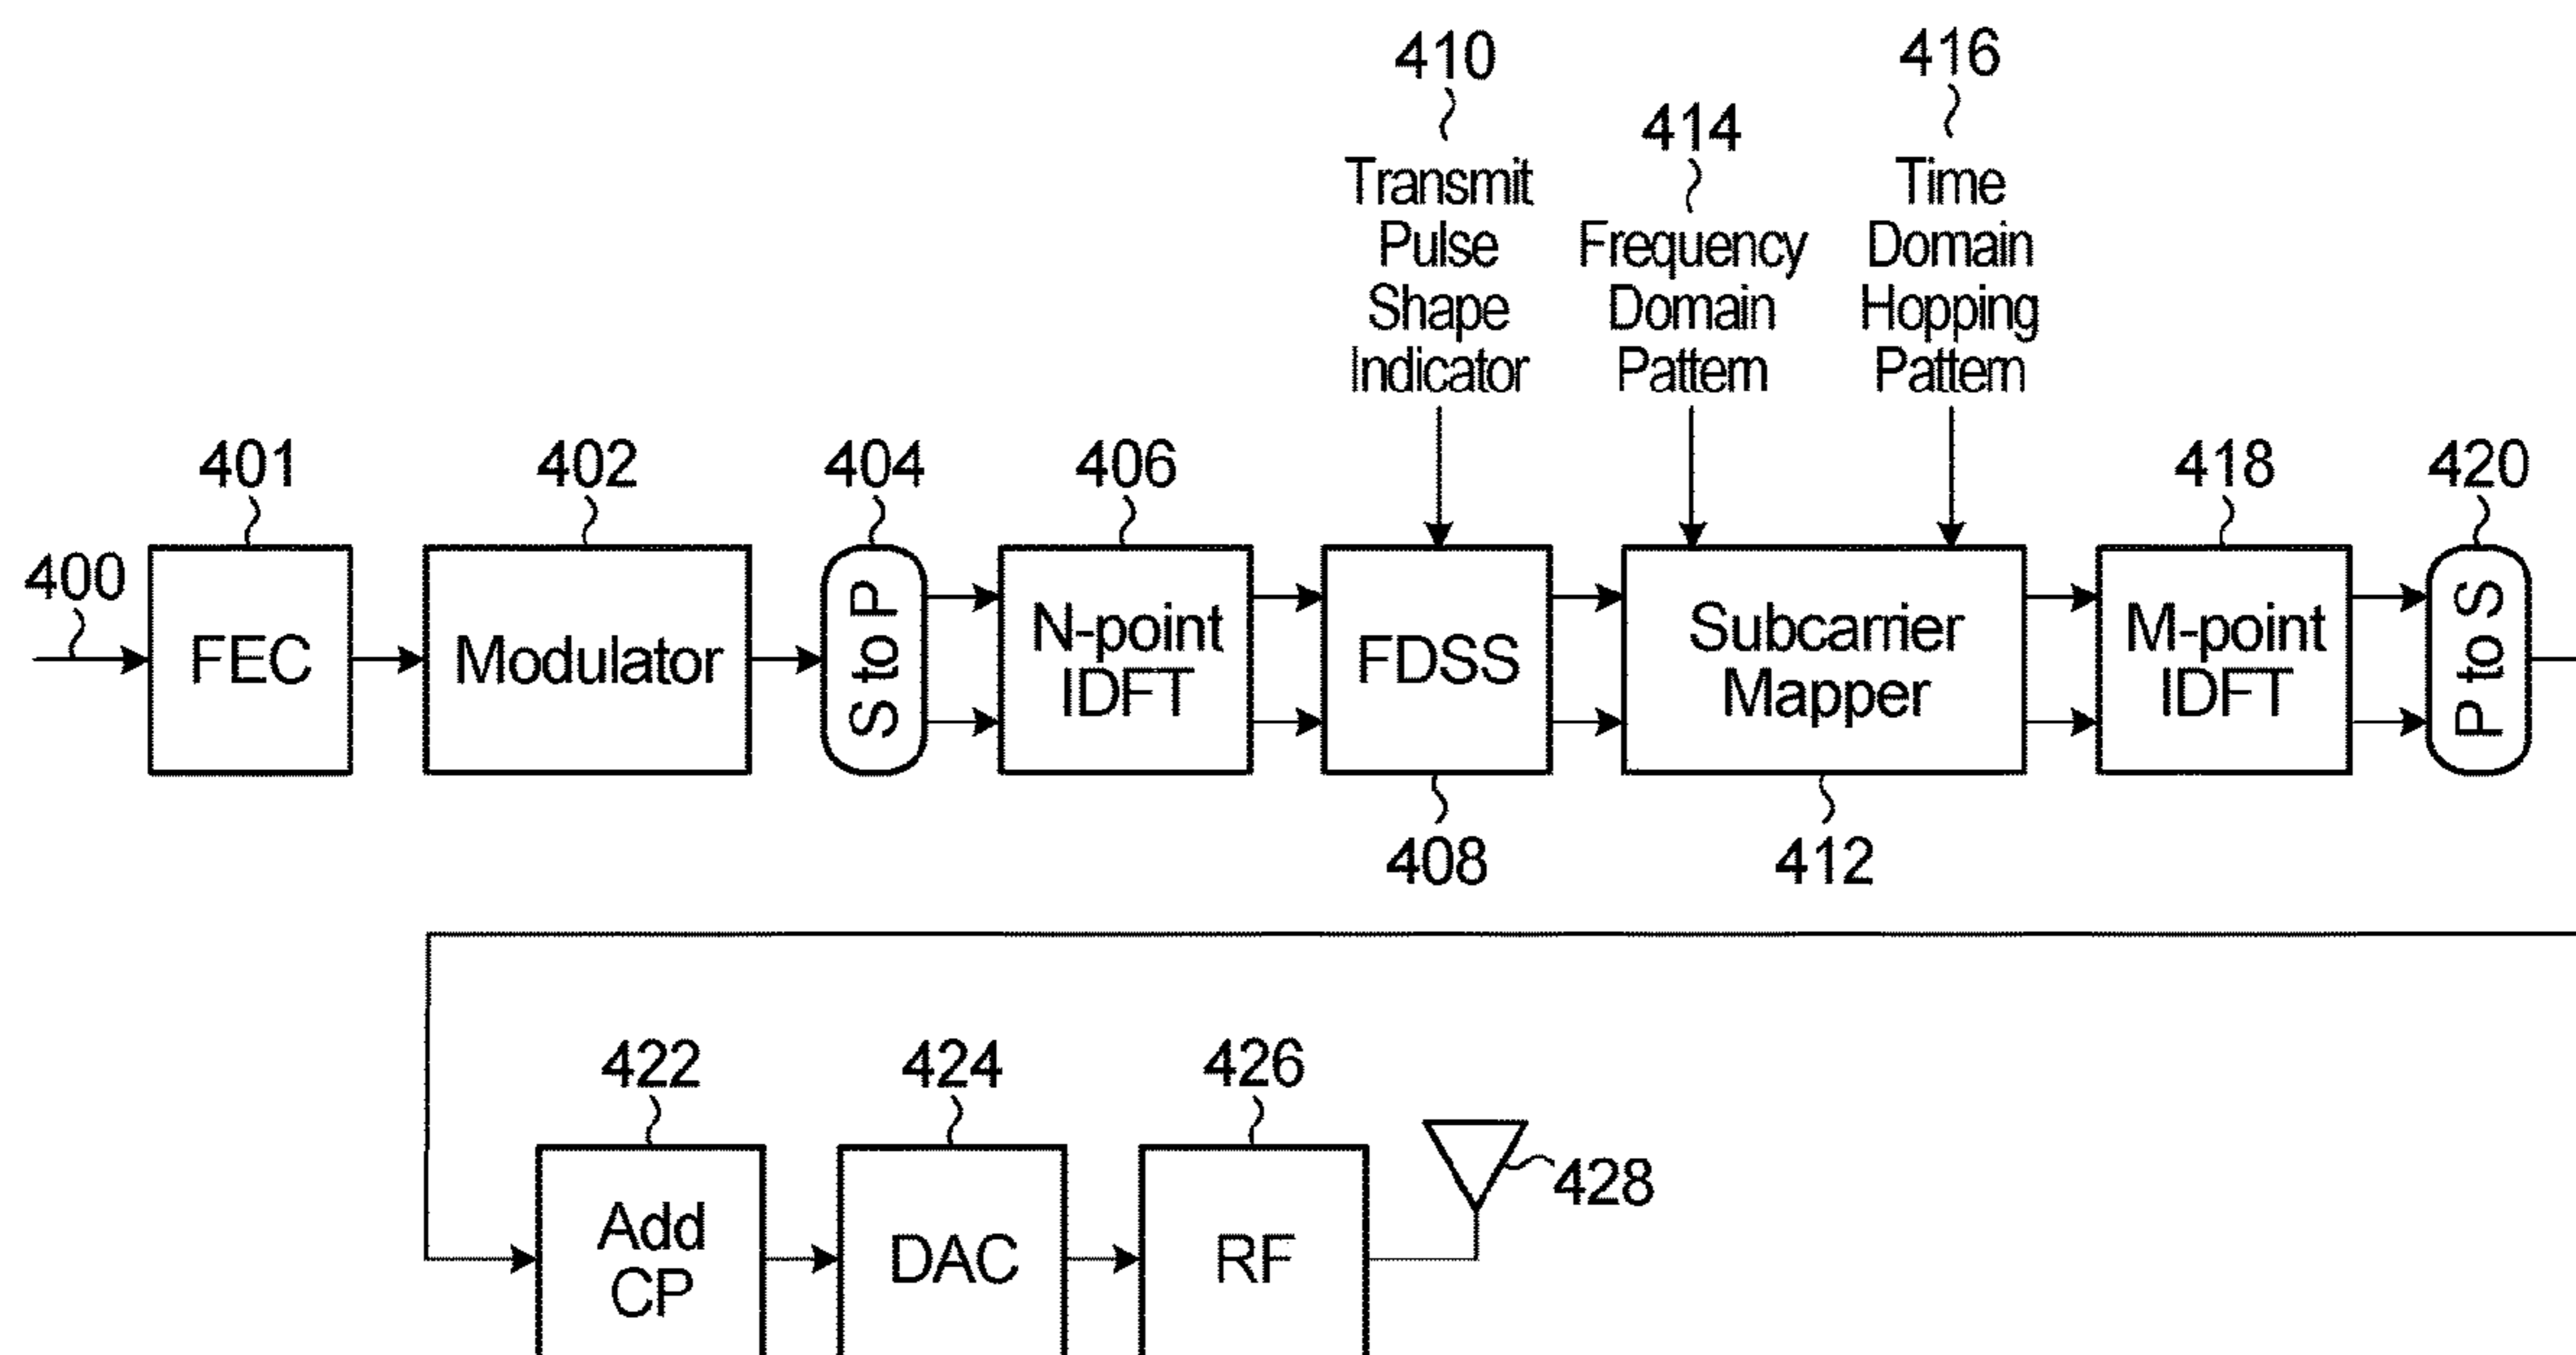 410
416
414
Transmit
Pulse
Shape
Indicator
Frequency
Domain
Pattern
Time
Domain
Hopping
Pattern
401
402
404
406
418
420
400
FEC
Modulator
S to P
N-point
IDFT
FDSS
Subcarrier
Mapper
M-point
IDFT
P to S
408
412
422
424
426
428
Add
CP
DAC
RF